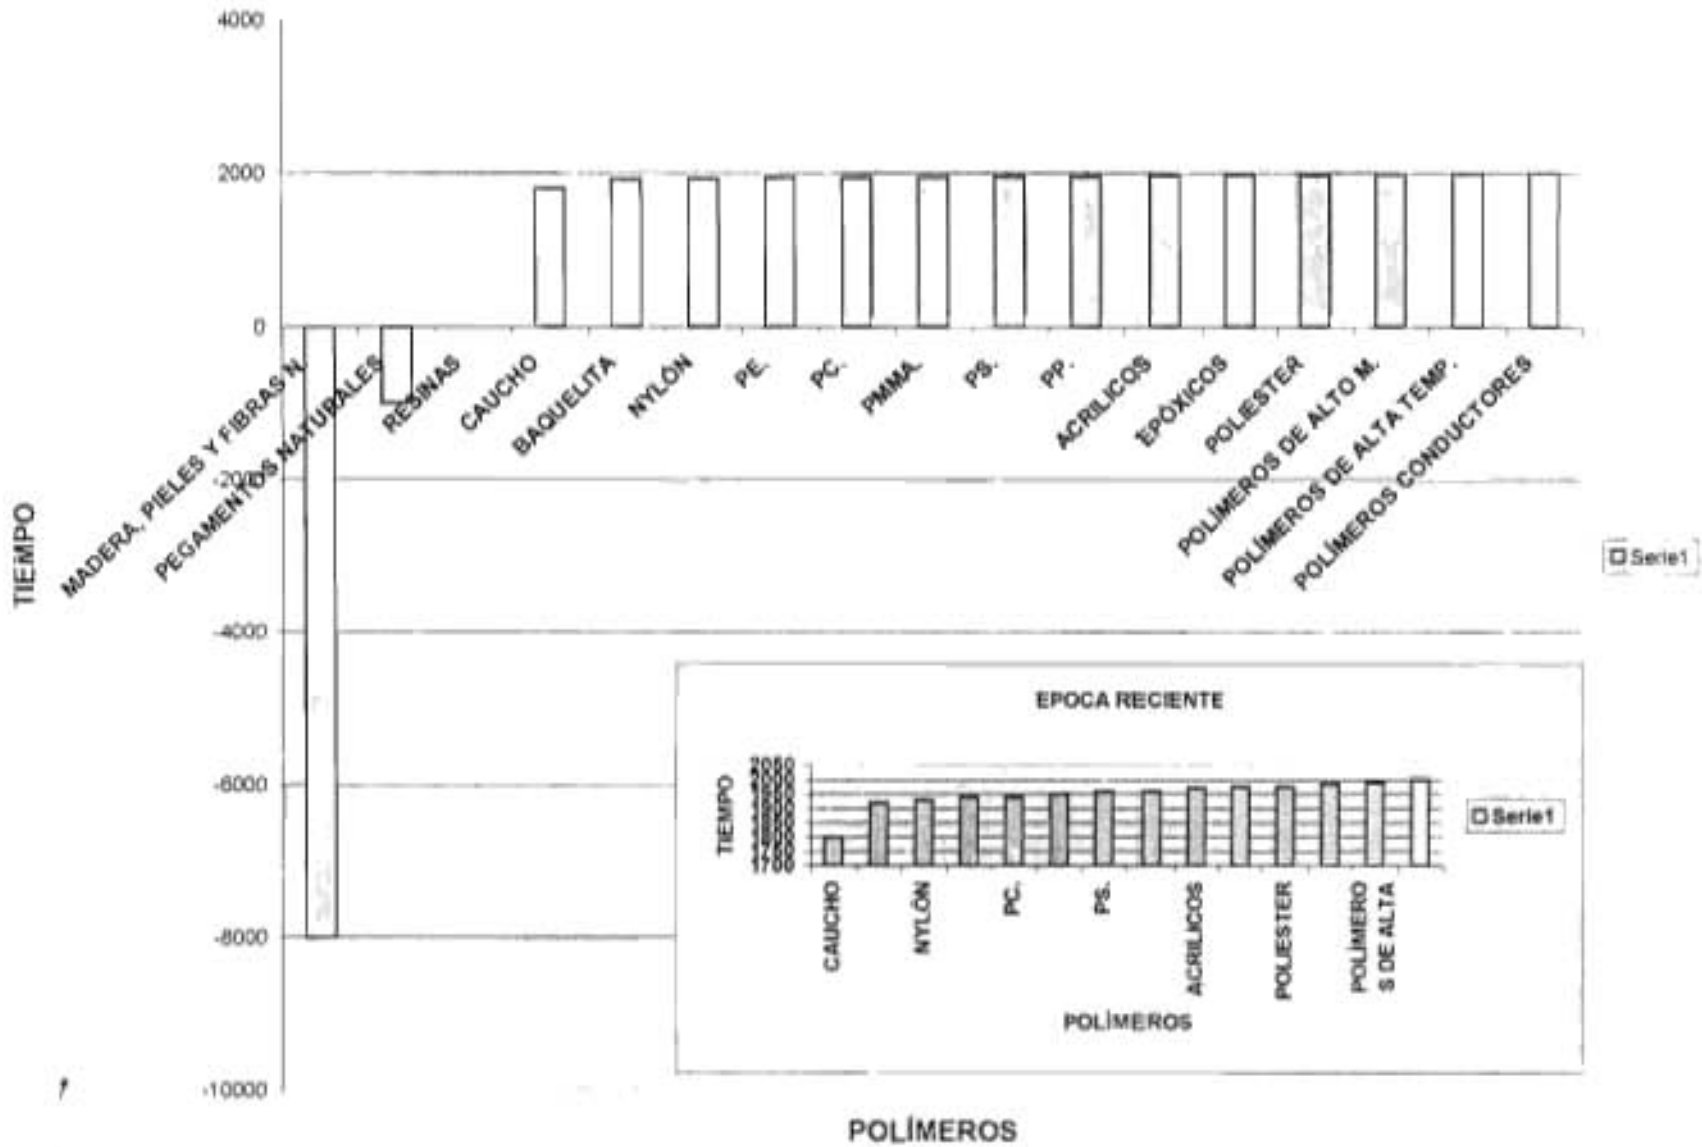 4000
2000
0
-2000
-4000
-6000
-8000
-10000
TIEMPO
MADERA, PIELES Y FIBRAS N.
PEGAMENTOS NATURALES
RESINAS
CAUCHO
BAQUELITA
NYLÓN
PE.
PC.
PMMA.
PS.
PP.
ACRILICOS
EPÓXICOS
POLIESTER
POLÍMEROS DE ALTO M.
POLÍMEROS DE ALTA TEMP.
POLÍMEROS CONDUCTORES
Serie1
EPOCA RECIENTE
TIEMPO
2050
1700
CAUCHO
NYLÓN
PC.
PS.
ACRILICOS
POLIESTER
POLÍMERO
S DE ALTA
POLÍMEROS
Serie1
POLÍMEROS